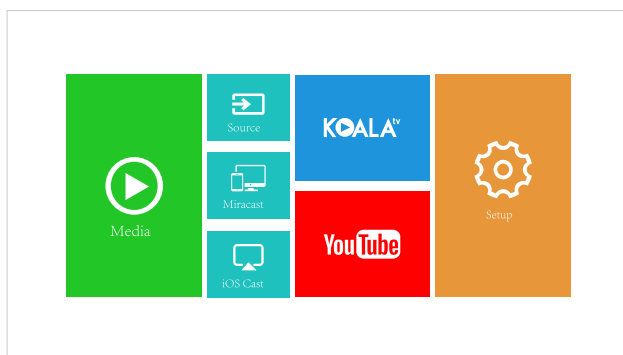 Media
Source
Miracast
iOS Cast
KOALA tv
YouTube
Setup